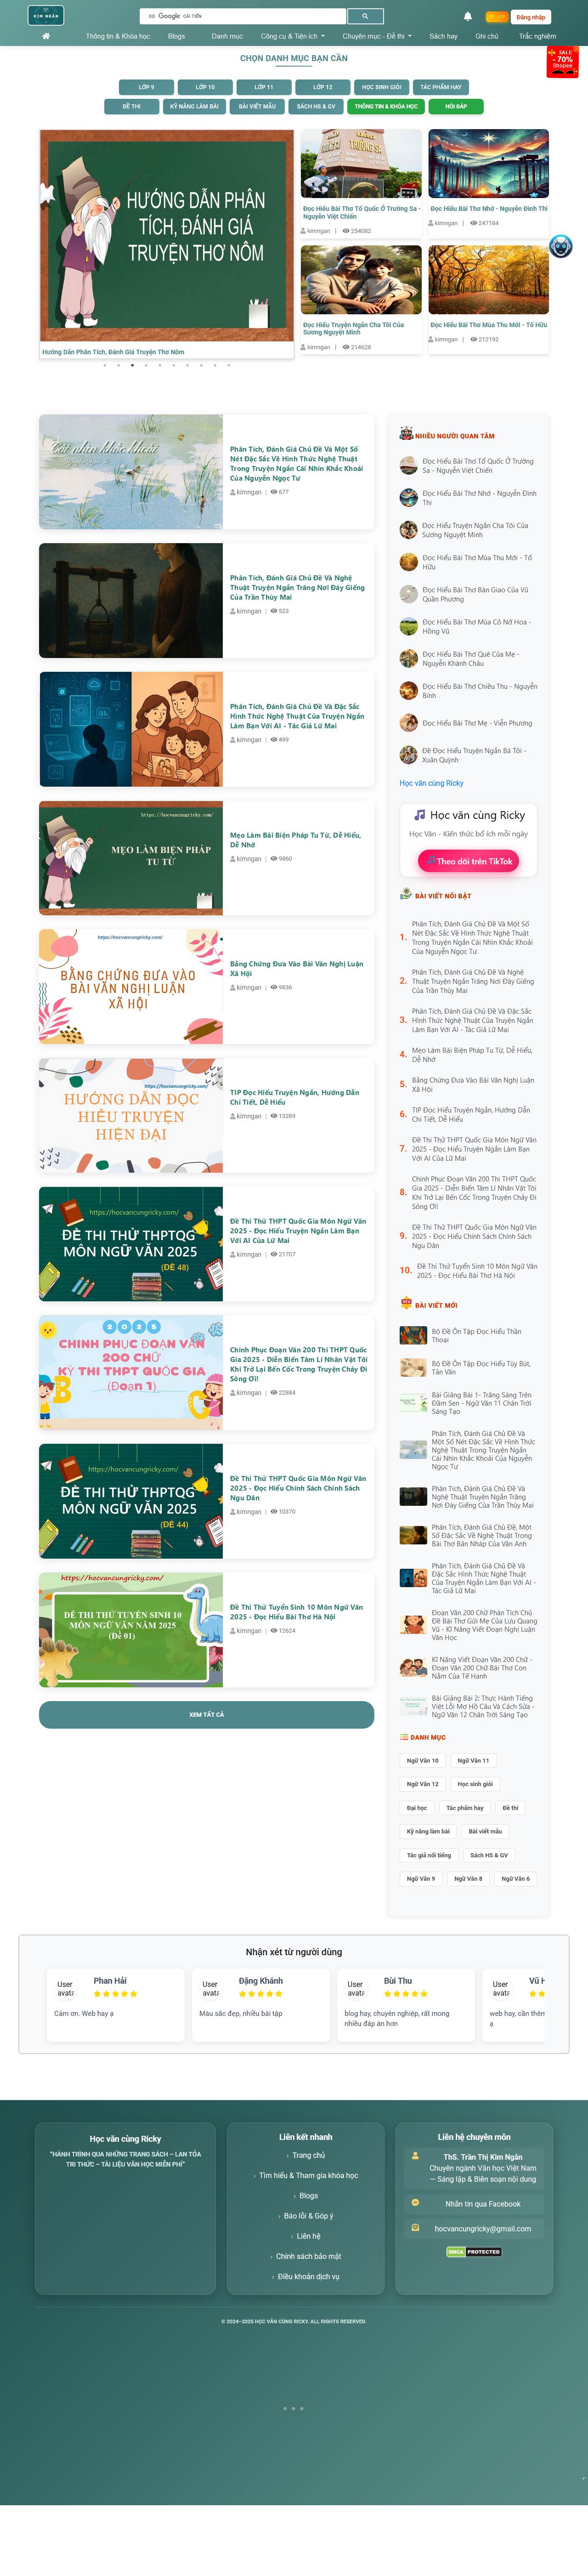 KIM NHÂN
Google CẢI TIẾN
Đăng nhập
Thông tin & Khóa học
Blogs
Danh mục
Công cụ & Tiện ích
Chuyên mục - Đề thi
Sách hay
Ghi chú
Trắc nghiệm
SALE
- 70%
Shopee
CHỌN DANH MỤC BẠN CẦN
LỚP 9
LỚP 10
LỚP 11
LỚP 12
HỌC SINH GIỎI
TÁC PHẨM HAY
ĐỀ THI
KỸ NĂNG LÀM BÀI
BÀI VIẾT MẪU
SÁCH HS & GV
THÔNG TIN & KHÓA HỌC
HỎI ĐÁP
HƯỚNG DẪN PHÂN
TÍCH, ĐÁNH GIÁ
TRUYỆN THƠ NÔM
Hướng Dẫn Phân Tích, Đánh Giá Truyện Thơ Nôm
Đọc Hiểu Bài Thơ Tổ Quốc Ở Trường Sa -
Nguyễn Việt Chiến
kimngan | 254082
Đọc Hiểu Bài Thơ Nhớ - Nguyễn Đình Thi
kimngan | 247184
Đọc Hiểu Truyện Ngắn Cha Tôi Của
Sương Nguyệt Minh
kimngan | 214628
Đọc Hiểu Bài Thơ Mùa Thu Mới - Tố Hữu
kimngan | 212192
Cái nhìn khắc khoải
Phân Tích, Đánh Giá Chủ Đề Và Một Số
Nét Đặc Sắc Về Hình Thức Nghệ Thuật
Trong Truyện Ngắn Cái Nhìn Khắc Khoải
Của Nguyễn Ngọc Tư
kimngan | 677
Phân Tích, Đánh Giá Chủ Đề Và Nghệ
Thuật Truyện Ngắn Trăng Nơi Đáy Giếng
Của Trần Thùy Mai
kimngan | 523
Phân Tích, Đánh Giá Chủ Đề Và Đặc Sắc
Hình Thức Nghệ Thuật Của Truyện Ngắn
Làm Bạn Với AI - Tác Giả Lữ Mai
kimngan | 499
https://hocvancungricky.com/
MẸO LÀM BIỆN PHÁP
TU TỪ
Mẹo Làm Bài Biện Pháp Tu Từ, Dễ Hiểu,
Dễ Nhớ
kimngan | 9860
https://hocvancungricky.com/
BẰNG CHỨNG ĐƯA VÀO
BÀI VĂN NGHỊ LUẬN
XÃ HỘI
Bằng Chứng Đưa Vào Bài Văn Nghị Luận
Xã Hội
kimngan | 9836
https://hocvancungricky.com/
HƯỚNG DẪN ĐỌC
HIỂU TRUYỆN
HIỆN ĐẠI
TIP Đọc Hiểu Truyện Ngắn, Hướng Dẫn
Chi Tiết, Dễ Hiểu
kimngan | 13289
https://hocvancungricky.com/
ĐỀ THI THỬ THPTQG
MÔN NGỮ VĂN 2025
(ĐỀ 48)
Đề Thi Thử THPT Quốc Gia Môn Ngữ Văn
2025 - Đọc Hiểu Truyện Ngắn Làm Bạn
Với AI Của Lữ Mai
kimngan | 21707
2025
CHINH PHỤC ĐOẠN VĂN
200 CHỮ
KỲ THI THPT QUỐC GIA
(Đoạn 1)
Chinh Phục Đoạn Văn 200 Thi THPT Quốc
Gia 2025 - Diễn Biến Tâm Lí Nhân Vật Tôi
Khi Trở Lại Bến Cốc Trong Truyện Chảy Đi
Sông Ơi!
kimngan | 22884
https://hocvancungricky.com/
ĐỀ THI THỬ THPTQG
MÔN NGỮ VĂN 2025
(ĐỀ 44)
Đề Thi Thử THPT Quốc Gia Môn Ngữ Văn
2025 - Đọc Hiểu Chính Sách Chính Sách
Ngu Dân
kimngan | 10370
https://hocvancungricky.com/
ĐỀ THI THỬ TUYỂN SINH 10
MÔN NGỮ VĂN NĂM 2025
(Đề 01)
Đề Thi Thử Tuyển Sinh 10 Môn Ngữ Văn
2025 - Đọc Hiểu Bài Thơ Hà Nội
kimngan | 12624
XEM TẤT CẢ
NHIỀU NGƯỜI QUAN TÂM
Đọc Hiểu Bài Thơ Tổ Quốc Ở Trường
Sa - Nguyễn Việt Chiến
Đọc Hiểu Bài Thơ Nhớ - Nguyễn Đình
Thi
Đọc Hiểu Truyện Ngắn Cha Tôi Của
Sương Nguyệt Minh
Đọc Hiểu Bài Thơ Mùa Thu Mới - Tố
Hữu
Đọc Hiểu Bài Thơ Bàn Giao Của Vũ
Quần Phương
Đọc Hiểu Bài Thơ Mùa Cỏ Nở Hoa -
Hồng Vũ
Đọc Hiểu Bài Thơ Quê Của Mẹ -
Nguyễn Khánh Châu
Đọc Hiểu Bài Thơ Chiều Thu - Nguyễn
Bính
Đọc Hiểu Bài Thơ Mẹ - Viễn Phương
Đề Đọc Hiểu Truyện Ngắn Bà Tôi -
Xuân Quỳnh
Học văn cùng Ricky
Học văn cùng Ricky
Học Văn - Kiến thức bổ ích mỗi ngày
Theo dõi trên TikTok
BÀI VIẾT NỔI BẬT
1. Phân Tích, Đánh Giá Chủ Đề Và Một Số
Nét Đặc Sắc Về Hình Thức Nghệ Thuật
Trong Truyện Ngắn Cái Nhìn Khắc Khoải
Của Nguyễn Ngọc Tư
2. Phân Tích, Đánh Giá Chủ Đề Và Nghệ
Thuật Truyện Ngắn Trăng Nơi Đáy Giếng
Của Trần Thùy Mai
3. Phân Tích, Đánh Giá Chủ Đề Và Đặc Sắc
Hình Thức Nghệ Thuật Của Truyện Ngắn
Làm Bạn Với AI - Tác Giả Lữ Mai
4. Mẹo Làm Bài Biện Pháp Tu Từ, Dễ Hiểu,
Dễ Nhớ
5. Bằng Chứng Đưa Vào Bài Văn Nghị Luận
Xã Hội
6. TIP Đọc Hiểu Truyện Ngắn, Hướng Dẫn
Chi Tiết, Dễ Hiểu
7. Đề Thi Thử THPT Quốc Gia Môn Ngữ Văn
2025 - Đọc Hiểu Truyện Ngắn Làm Bạn
Với AI Của Lữ Mai
8. Chinh Phục Đoạn Văn 200 Thi THPT Quốc
Gia 2025 - Diễn Biến Tâm Lí Nhân Vật Tôi
Khi Trở Lại Bến Cốc Trong Truyện Chảy Đi
Sông Ơi!
9. Đề Thi Thử THPT Quốc Gia Môn Ngữ Văn
2025 - Đọc Hiểu Chính Sách Chính Sách
Ngu Dân
10. Đề Thi Thử Tuyển Sinh 10 Môn Ngữ Văn
2025 - Đọc Hiểu Bài Thơ Hà Nội
BÀI VIẾT MỚI
Bộ Đề Ôn Tập Đọc Hiểu Thần
Thoại
Bộ Đề Ôn Tập Đọc Hiểu Tùy Bút,
Tản Văn
Bài Giảng Bài 1- Trăng Sáng Trên
Đầm Sen - Ngữ Văn 11 Chân Trời
Sáng Tạo
Phân Tích, Đánh Giá Chủ Đề Và
Một Số Nét Đặc Sắc Về Hình Thức
Nghệ Thuật Trong Truyện Ngắn
Cái Nhìn Khắc Khoải Của Nguyễn
Ngọc Tư
Phân Tích, Đánh Giá Chủ Đề Và
Nghệ Thuật Truyện Ngắn Trăng
Nơi Đáy Giếng Của Trần Thùy Mai
Phân Tích, Đánh Giá Chủ Đề, Một
Số Đặc Sắc Về Nghệ Thuật Trong
Bài Thơ Bần Nháp Của Vân Anh
Phân Tích, Đánh Giá Chủ Đề Và
Đặc Sắc Hình Thức Nghệ Thuật
Của Truyện Ngắn Làm Bạn Với AI -
Tác Giả Lữ Mai
Đoạn Văn 200 Chữ Phân Tích Chủ
Đề Bài Thơ Gửi Mẹ Của Lưu Quang
Vũ - Kĩ Năng Viết Đoạn Nghị Luận
Văn Học
Kĩ Năng Viết Đoạn Văn 200 Chữ -
Đoạn Văn 200 Chữ Bài Thơ Con
Nằm Của Tế Hanh
Bài Giảng Bài 2: Thực Hành Tiếng
Việt Lỗi Mơ Hồ Câu Và Cách Sửa -
Ngữ Văn 12 Chân Trời Sáng Tạo
DANH MỤC
Ngữ Văn 10
Ngữ Văn 11
Ngữ Văn 12
Học sinh giỏi
Đại học
Tác phẩm hay
Đề thi
Kỹ năng làm bài
Bài viết mẫu
Tác giả nổi tiếng
Sách HS & GV
Ngữ Văn 9
Ngữ Văn 8
Ngữ Văn 6
Nhận xét từ người dùng
User avata
Phan Hải
Cảm ơn. Web hay ạ
User avata
Đặng Khánh
Màu sắc đẹp, nhiều bài tập
User avata
Bùi Thu
blog hay, chuyên nghiệp, rất mong
nhiều đáp án hơn
User avata
Vũ H
web hay, cần thêm
ạ
Học văn cùng Ricky
“HÀNH TRÌNH QUA NHỮNG TRANG SÁCH – LAN TỎA
TRI THỨC – TÀI LIỆU VĂN HỌC MIỄN PHÍ”
Liên kết nhanh
› Trang chủ
› Tìm hiểu & Tham gia khóa học
› Blogs
› Báo lỗi & Góp ý
› Liên hệ
› Chính sách bảo mật
› Điều khoản dịch vụ
Liên hệ chuyên môn
ThS. Trần Thị Kim Ngân
Chuyên ngành Văn học Việt Nam
— Sáng lập & Biên soạn nội dung
Nhắn tin qua Facebook
hocvancungricky@gmail.com
DMCA PROTECTED
© 2024–2025 HỌC VĂN CÙNG RICKY. ALL RIGHTS RESERVED.